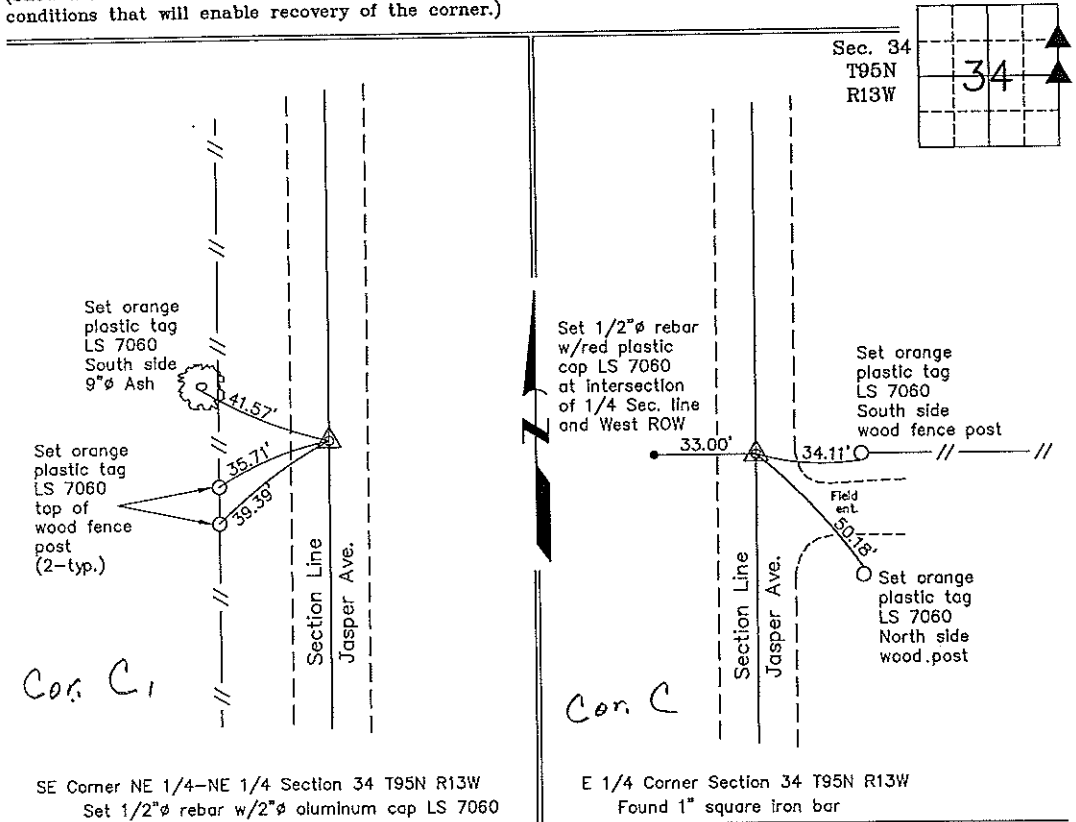 conditions that will enable recovery of the corner.)
Sec. 34
T95N
R13W
34
Set orange
plastic tag
LS 7060
South side
9"ø Ash
41.57'
35.71'
39.39'
Set orange
plastic tag
LS 7060
top of
wood fence
post
(2-typ.)
Section Line
Jasper Ave.
Cor. C1
SE Corner NE 1/4-NE 1/4 Section 34 T95N R13W
Set 1/2"ø rebar w/2"ø aluminum cap LS 7060
Z
Set 1/2"ø rebar
w/red plastic
cap LS 7060
at intersection
of 1/4 Sec. line
and West ROW
33.00'
34.11'
Set orange
plastic tag
LS 7060
South side
wood fence post
Field
ent.
50.18'
Set orange
plastic tag
LS 7060
North side
wood post
Section Line
Jasper Ave.
Cor. C
E 1/4 Corner Section 34 T95N R13W
Found 1" square iron bar